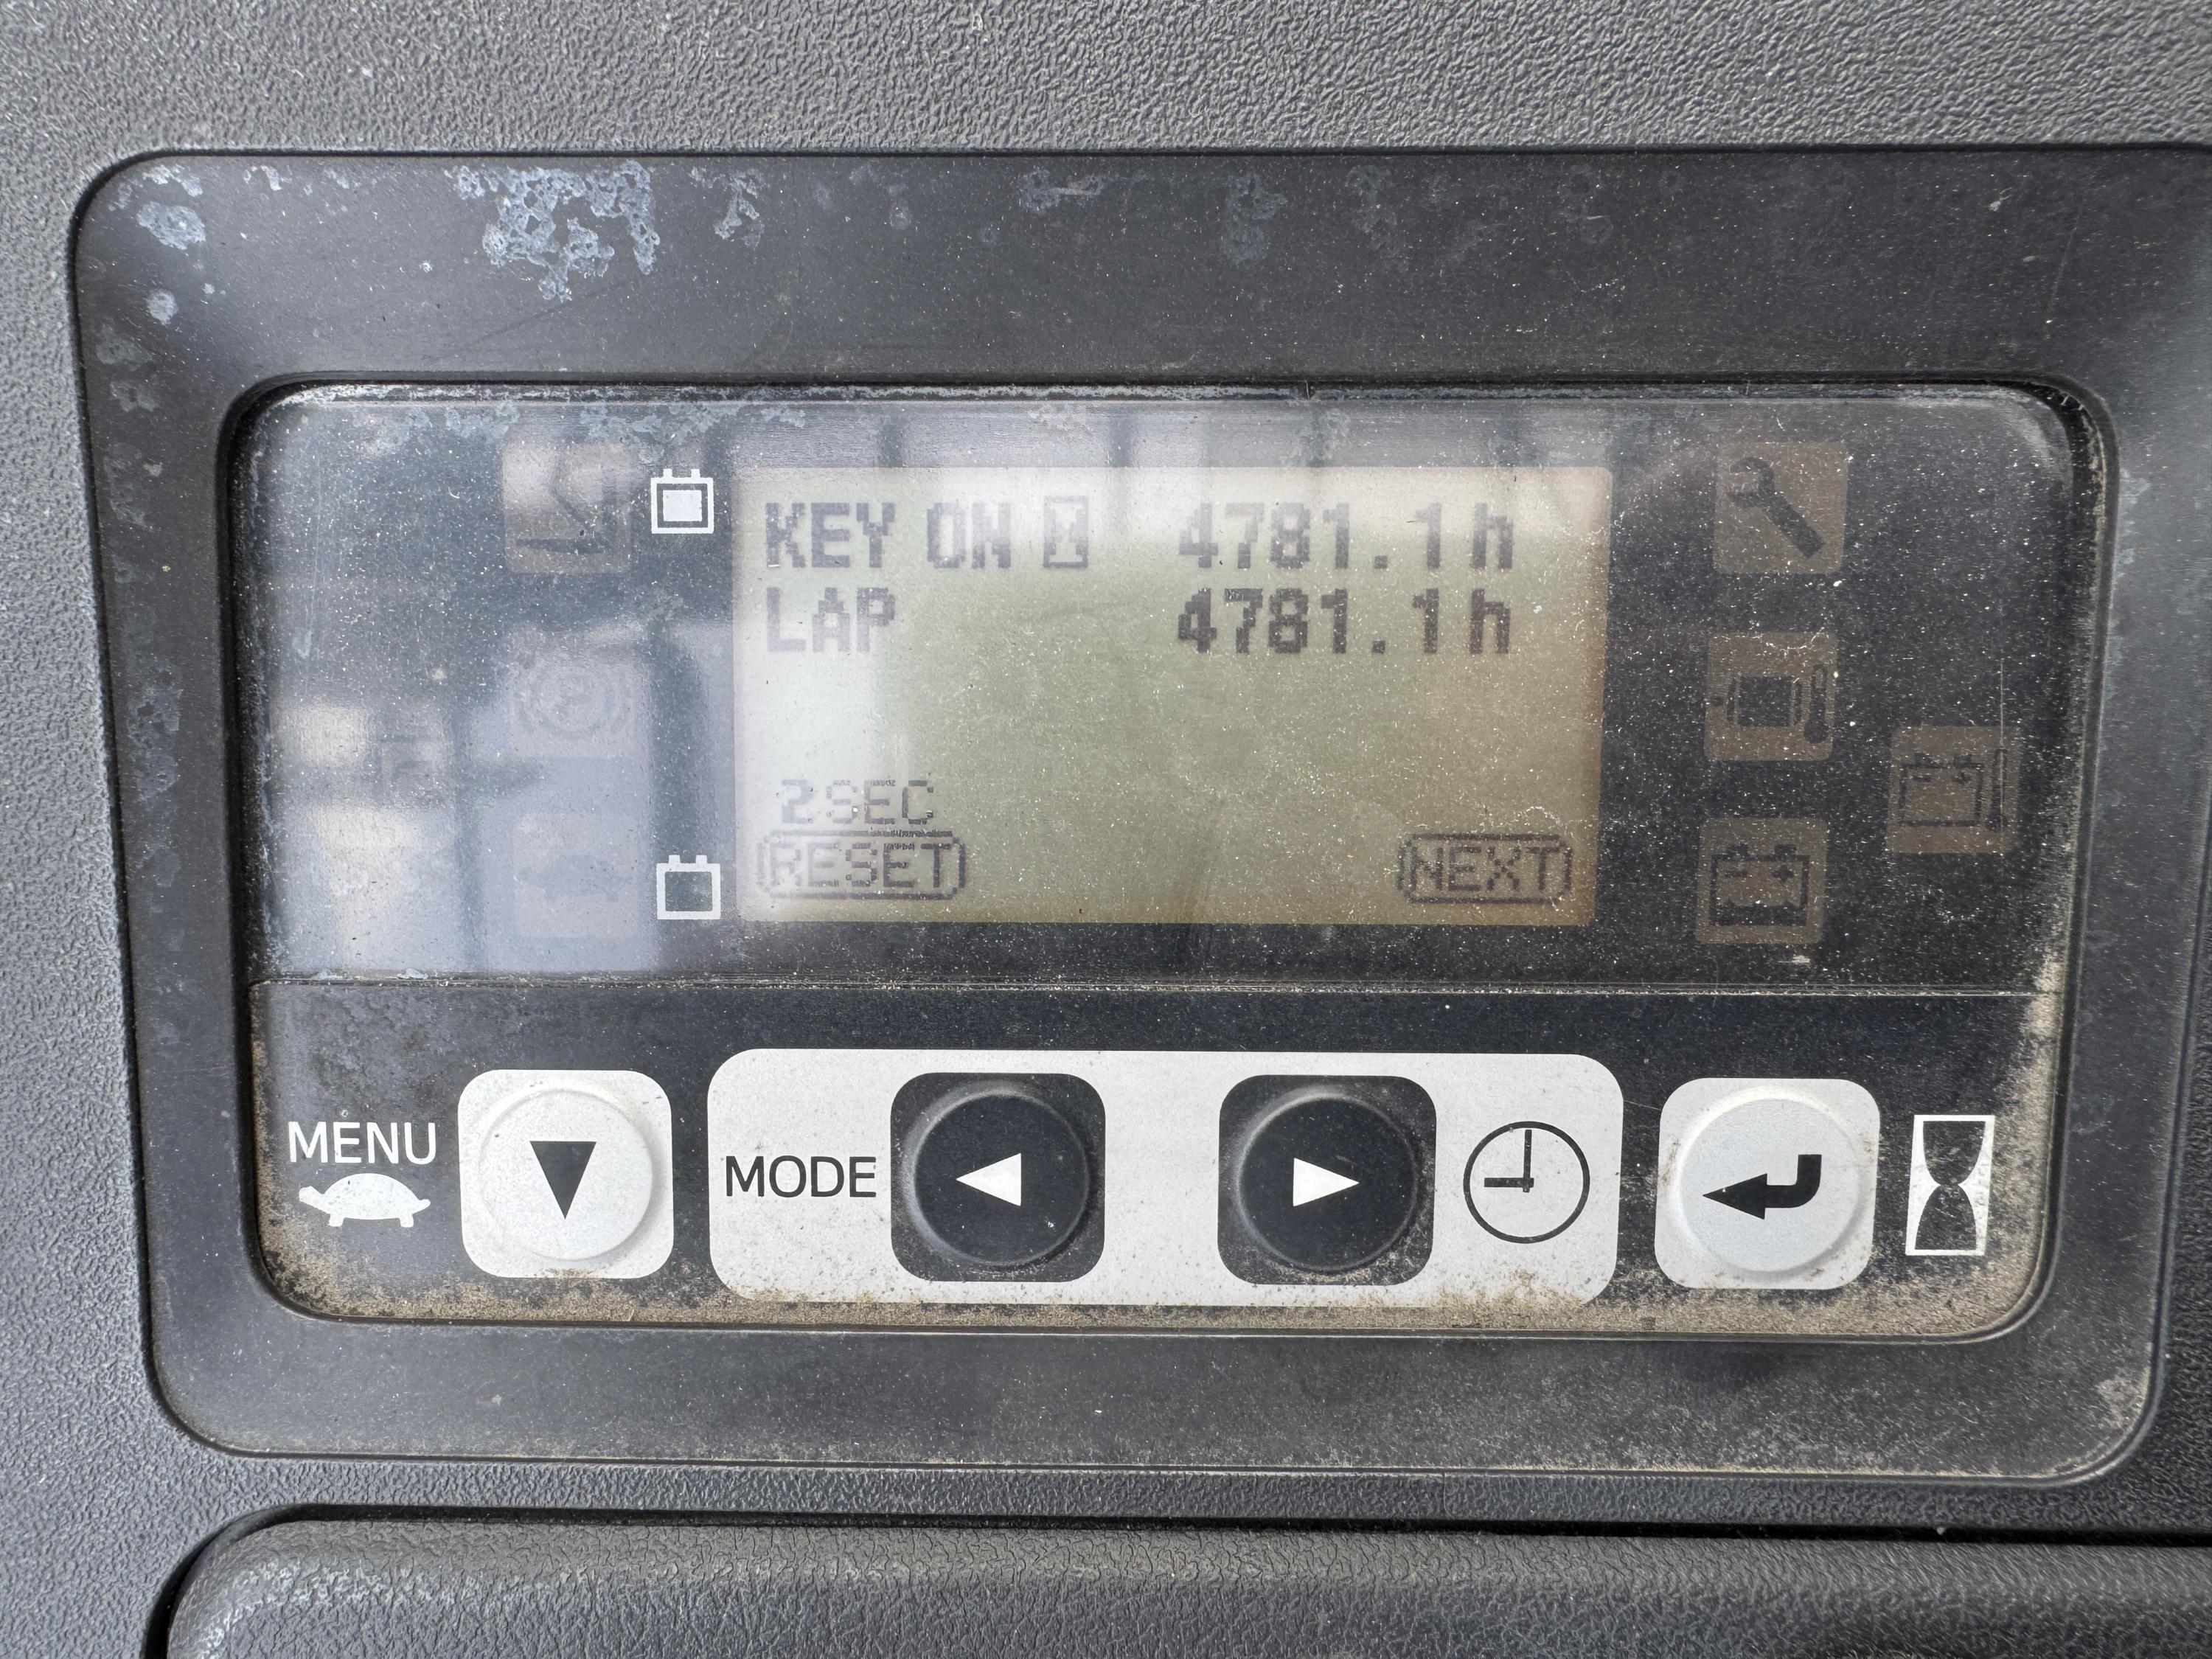 KEY ON 4781.1h
LAP 4781.1h
2SEC
RESET NEXT
MENU MODE